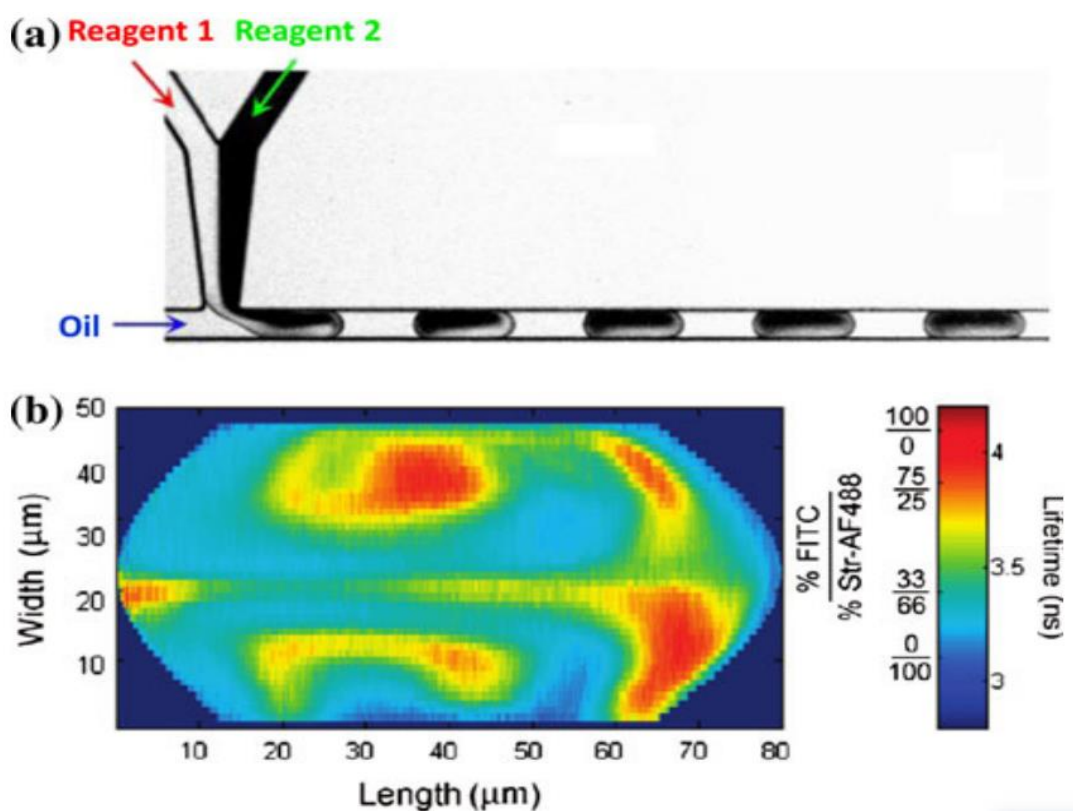 (a)
Reagent 1 Reagent 2
Oil
(b)
50
40
30
20
10
Width (μm)
10 20 30 40 50 60 70 80
Length (μm)
% FITC
% Str-AF488
100
0
75
25
33
66
0
100
4
3.5
3
Lifetime (ns)